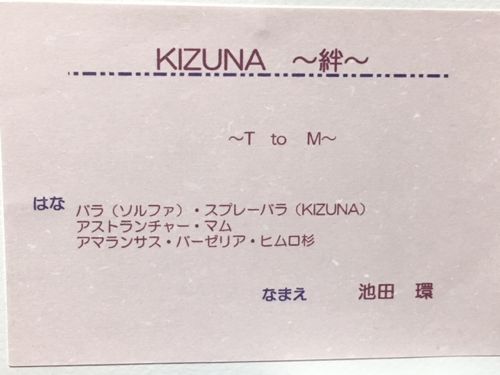 KIZUNA ～絆～
～T to M～
はな
バラ（ソルファ）・スプレーバラ（KIZUNA）
アストランチャー・マム
アマランサス・バーゼリア・ヒムロ杉
なまえ 池田 環